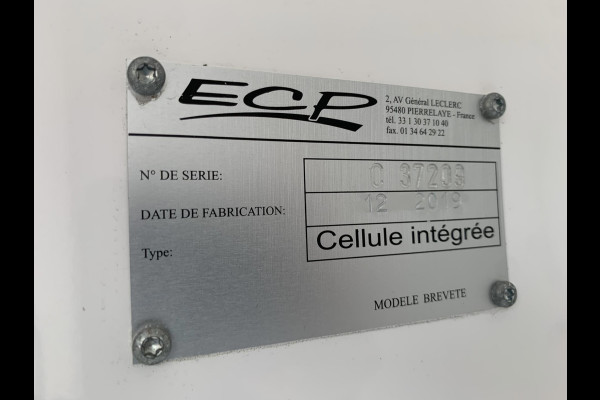 ECP
2, AV Général LECLERC
95480 PIERRELAYE - France
tél. 33 1 30 37 10 40
fax. 01 34 64 29 22
N° DE SERIE: C 37209
DATE DE FABRICATION: 12 2019
Type: Cellule intégrée
MODELE BREVETE